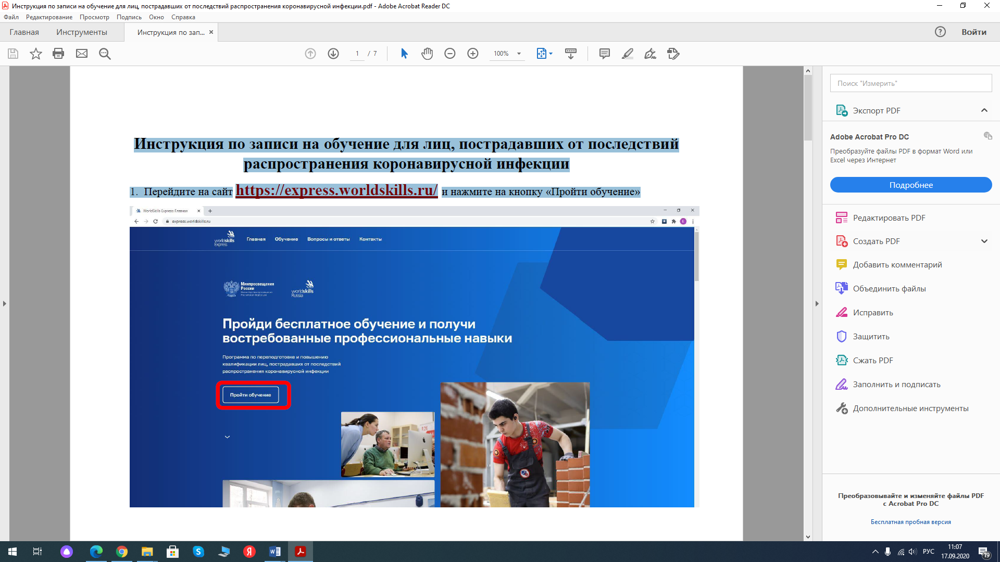 Инструкция по записи на обучение для лиц, пострадавших от последствий распространения коронавирусной инфекции.pdf - Adobe Acrobat Reader DC
Файл Редактирование Просмотр Подпись Окно Справка
Главная Инструменты Инструкция по зап... Войти
1 / 7 100%
Инструкция по записи на обучение для лиц, пострадавших от последствий
распространения коронавирусной инфекции
1. Перейдите на сайт https://express.worldskills.ru/ и нажмите на кнопку «Пройти обучение»
WorldSkills Express: Главная
express.worldskills.ru
E
worldskills
Express
Главная Обучение Вопросы и ответы Контакты
Минпросвещения
России
worldskills
Russia
Пройди бесплатное обучение и получи
востребованные профессиональные навыки
Программа по переподготовке и повышению
квалификации лиц, пострадавших от последствий
распространения коронавирусной инфекции
Пройти обучение
Поиск "Измерить"
Экспорт PDF
Adobe Acrobat Pro DC
Преобразуйте файлы PDF в формат Word или
Excel через Интернет
Подробнее
Редактировать PDF
Создать PDF
Добавить комментарий
Объединить файлы
Исправить
Защитить
Сжать PDF
Заполнить и подписать
Дополнительные инструменты
Преобразовывайте и изменяйте файлы PDF
с Acrobat Pro DC
Бесплатная пробная версия
РУС
11:07
17.09.2020
19